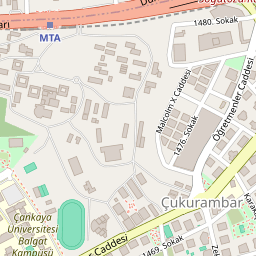 1480. Sokak
MTA
Malcolm X Caddesi
Öğretmenler Caddesi
1476. Sokak
Çukurambar
Çankaya
Üniversitesi
Balgat
Kampüsü
Caddesi
1469. Sokak